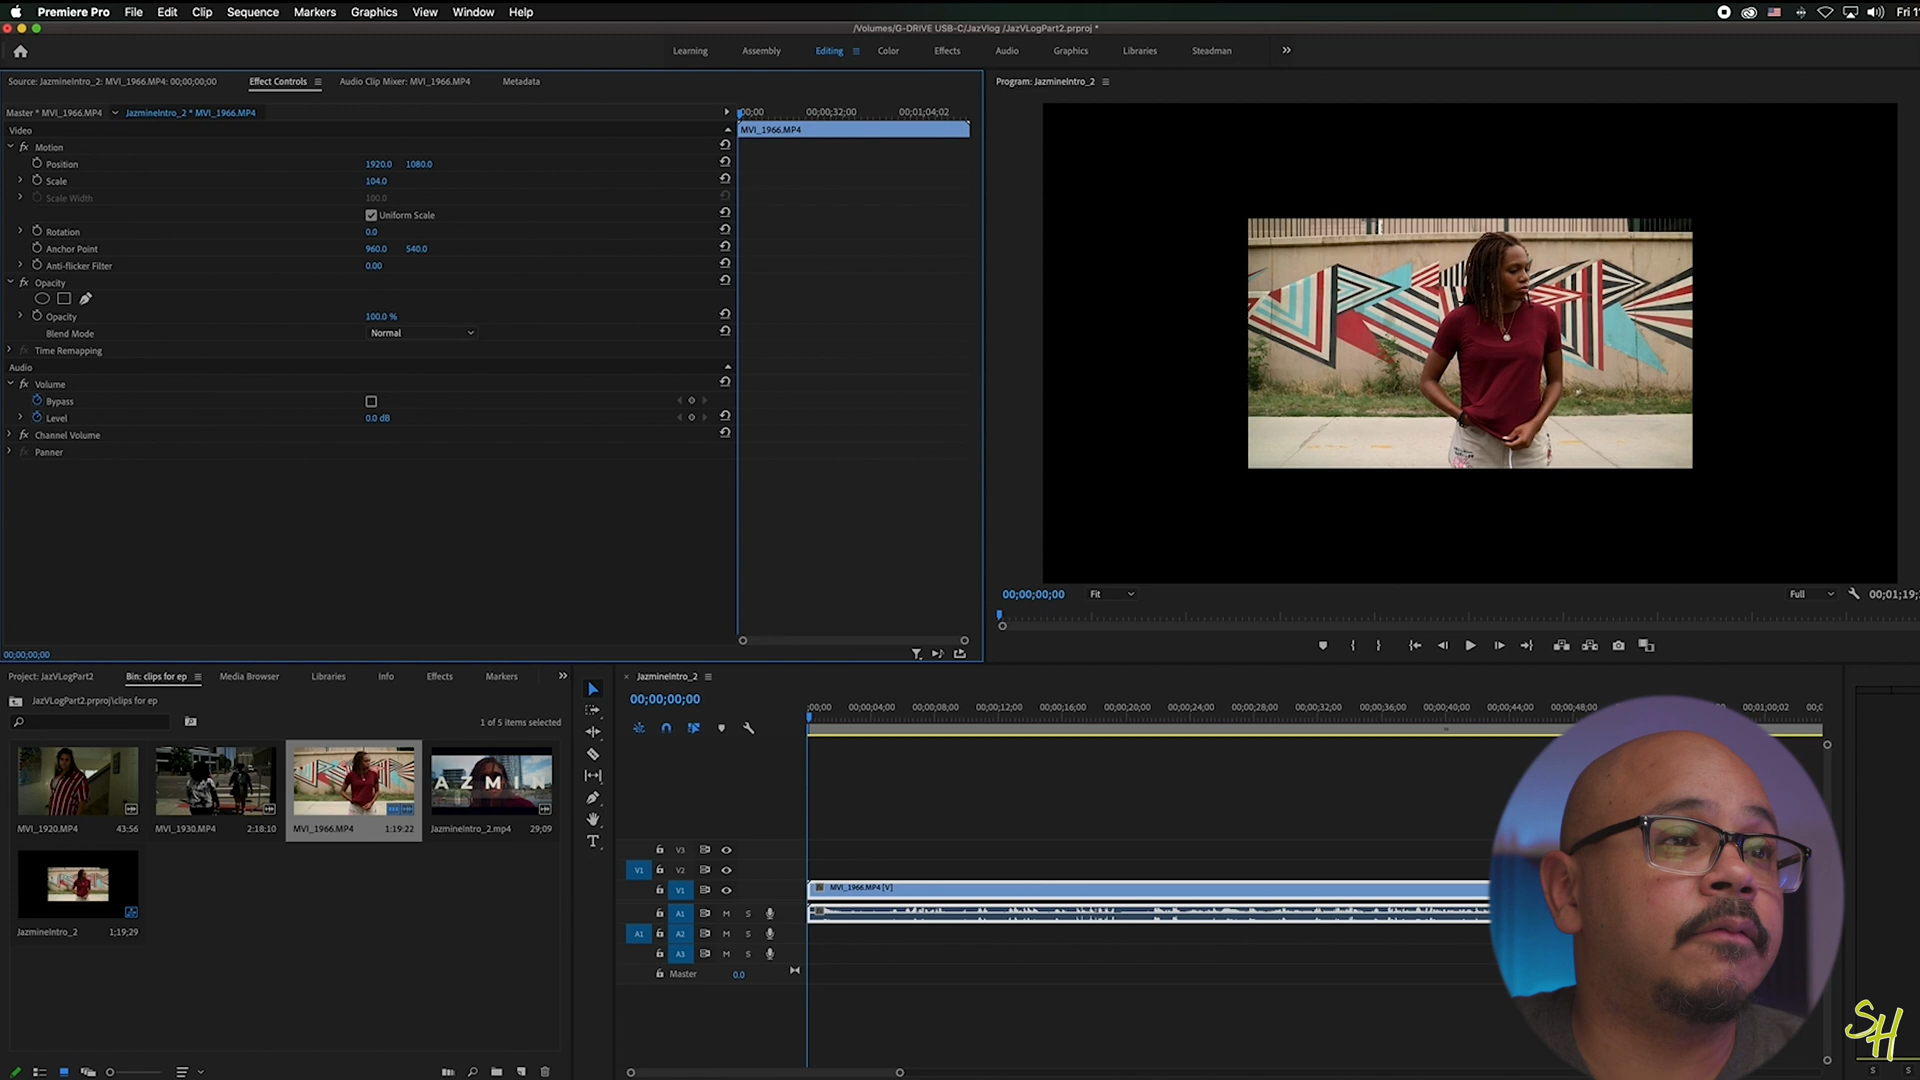 Premiere Pro File Edit Clip Sequence Markers Graphics View Window Help
Fri 1
/Volumes/G-DRIVE USB-C/JazVlog /JazVLogPart2.prproj *
Learning Assembly Editing Color Effects Audio Graphics Libraries Steadman
Source: JazmineIntro_2: MVI_1966.MP4: 00;00;00;00 Effect Controls Audio Clip Mixer: MVI_1966.MP4 Metadata
Program: JazmineIntro_2
Master * MVI_1966.MP4 JazmineIntro_2 * MVI_1966.MP4
;00;00 00;00;32;00 00;01;04;02
Video
MVI_1966.MP4
fx Motion
Position 1920.0 1080.0
Scale 104.0
Scale Width 100.0
Uniform Scale
Rotation 0.0
Anchor Point 960.0 540.0
Anti-flicker Filter 0.00
fx Opacity
Opacity 100.0 %
Blend Mode Normal
fx Time Remapping
Audio
fx Volume
Bypass
Level 0.0 dB
fx Channel Volume
fx Panner
00;00;00;00
00;00;00;00 Fit Full 00;01;19;
Project: JazVLogPart2 Bin: clips for ep Media Browser Libraries Info Effects Markers
JazVLogPart2.prproj\clips for ep
1 of 5 items selected
AZMIN
MVI_1920.MP4 43:56
MVI_1930.MP4 2:18:10
MVI_1966.MP4 1:19:22
JazmineIntro_2.mp4 29;09
JazmineIntro_2 1;19;29
JazmineIntro_2
00;00;00;00
;00;00 00;00;04;00 00;00;08;00 00;00;12;00 00;00;16;00 00;00;20;00 00;00;24;00 00;00;28;00 00;00;32;00 00;00;36;00 00;00;40;00 00;00;44;00 00;00;48;00 00;01;00;02 00;0
V3
V1 V2
V1 MVI_1966.MP4 [V]
A1 M S
A1 A2 M S
A3 M S
Master 0.0
T
SH
S S